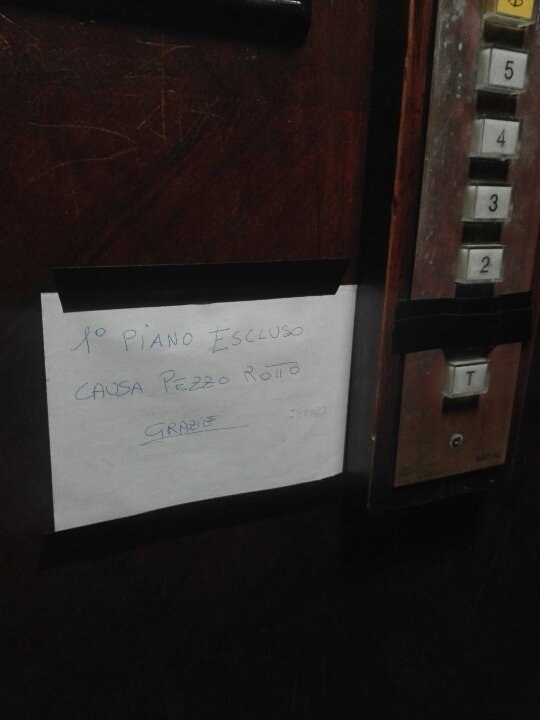 1° PIANO ESCLUSO
CAUSA PEZZO ROTTO
GRAZIE
5
4
3
2
T